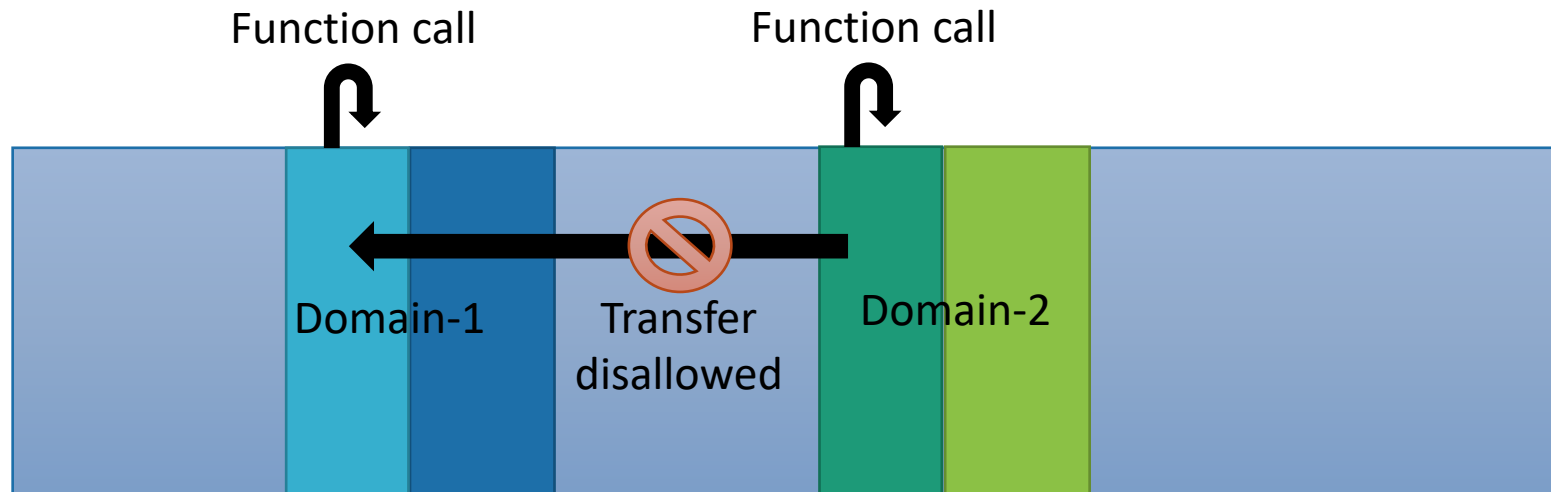 Function call
Function call
Domain-1
Transfer
disallowed
Domain-2